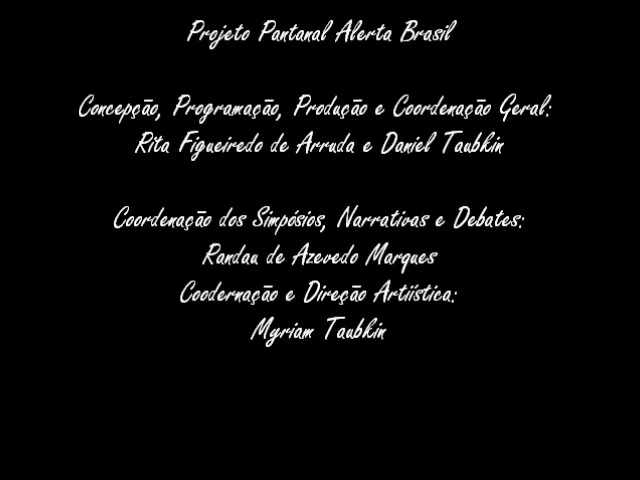 Projeto Pantanal Alerta Brasil
Concepção, Programação, Produção e Coordenação Geral:
Rita Figueiredo de Arruda e Daniel Taubkin
Coordenação dos Simpósios, Narrativas e Debates:
Randau de Azevedo Marques
Coodernação e Direção Artiística:
Myriam Taubkin